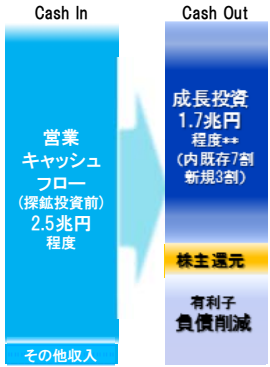 Cash In
Cash Out
営業
キャッシュ
フロー
(探鉱投資前)
2.5兆円
程度
その他収入
成長投資
1.7兆円
程度**
(内既存7割
新規3割)
株主還元
有利子
負債削減